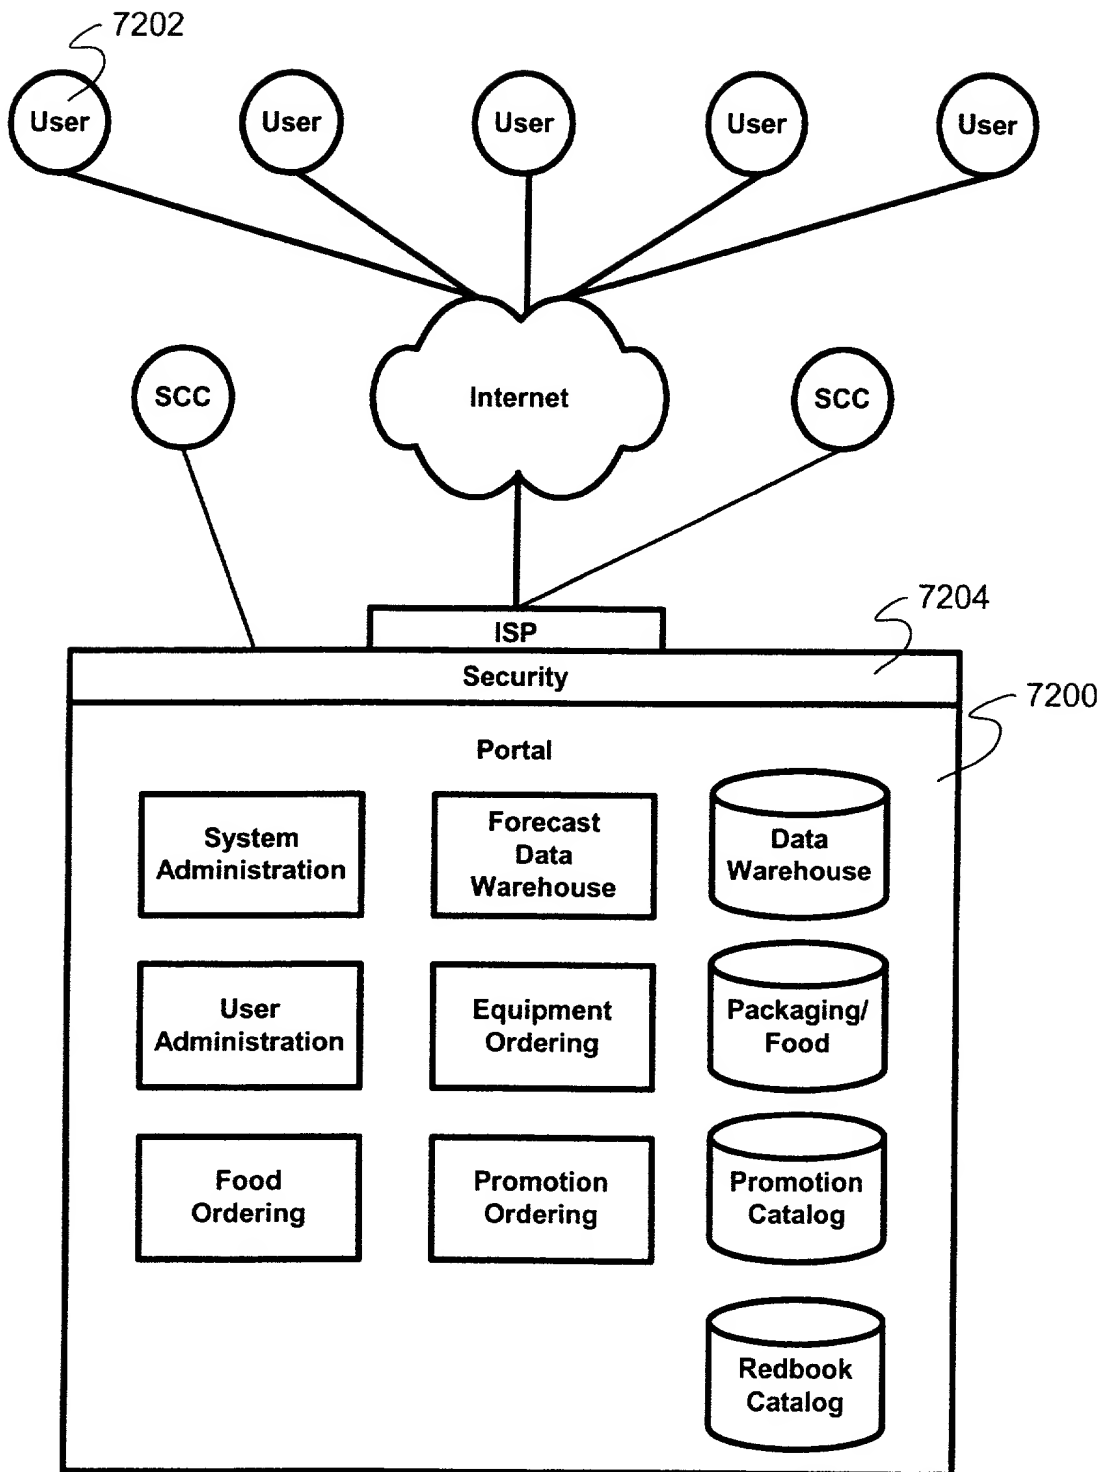 7202
User
User
User
User
User
SCC
Internet
SCC
ISP
7204
Security
7200
Portal
System
Administration
Forecast
Data
Warehouse
Data
Warehouse
User
Administration
Equipment
Ordering
Packaging/
Food
Food
Ordering
Promotion
Ordering
Promotion
Catalog
Redbook
Catalog